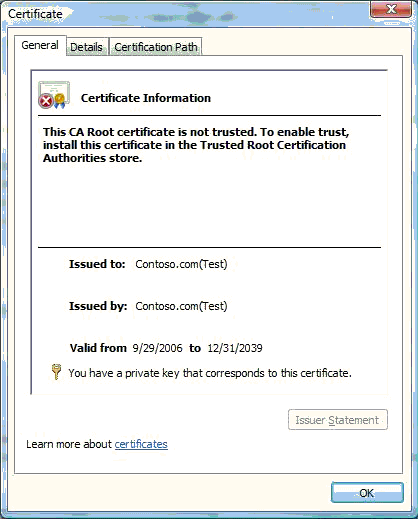 Certificate
General Details Certification Path
Certificate Information
This CA Root certificate is not trusted. To enable trust,
install this certificate in the Trusted Root Certification
Authorities store.
Issued to: Contoso.com(Test)
Issued by: Contoso.com(Test)
Valid from 9/29/2006 to 12/31/2039
You have a private key that corresponds to this certificate.
Issuer Statement
Learn more about certificates
OK